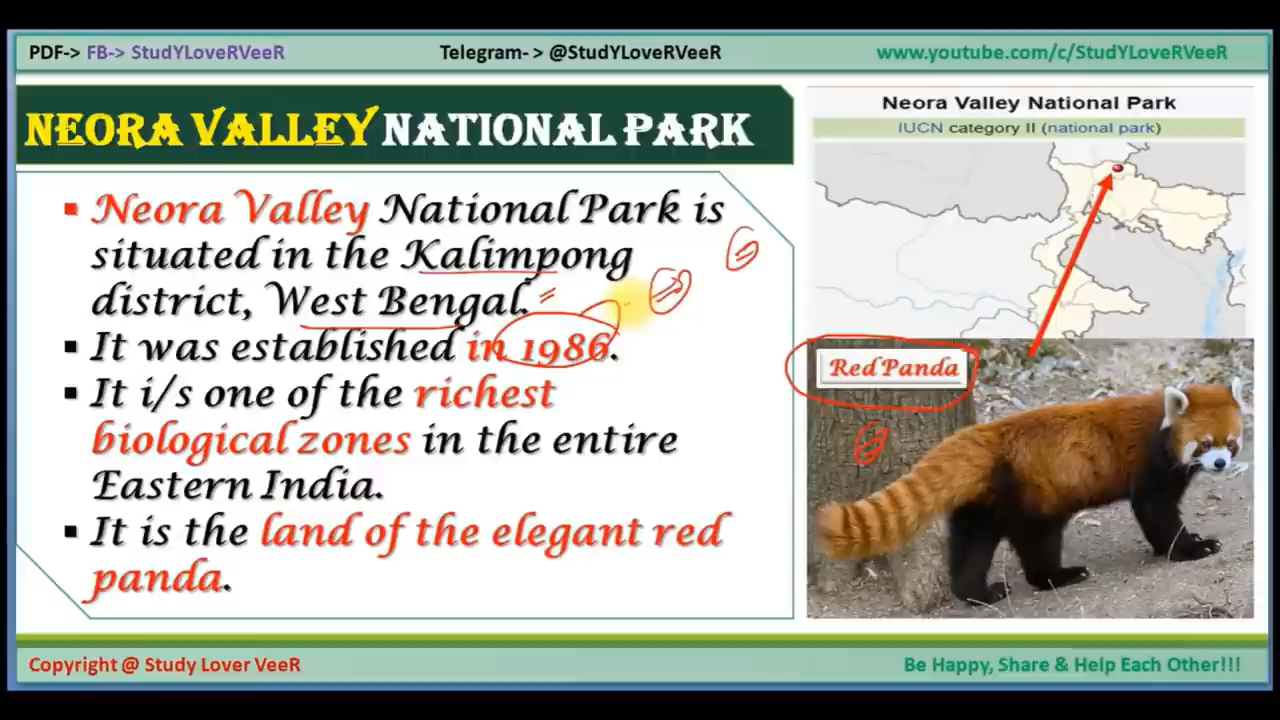 PDF-> FB-> StudYLoveRVeeR
Telegram- > @StudYLoveRVeeR
www.youtube.com/c/StudYLoveRVeeR
NEORA VALLEY NATIONAL PARK
▪ Neora Valley National Park is
situated in the Kalimpong
district, West Bengal.
▪ It was established in 1986.
▪ It i/s one of the richest
biological zones in the entire
Eastern India.
▪ It is the land of the elegant red
panda.
Neora Valley National Park
IUCN category II (national park)
Red Panda
Copyright @ Study Lover VeeR
Be Happy, Share & Help Each Other!!!